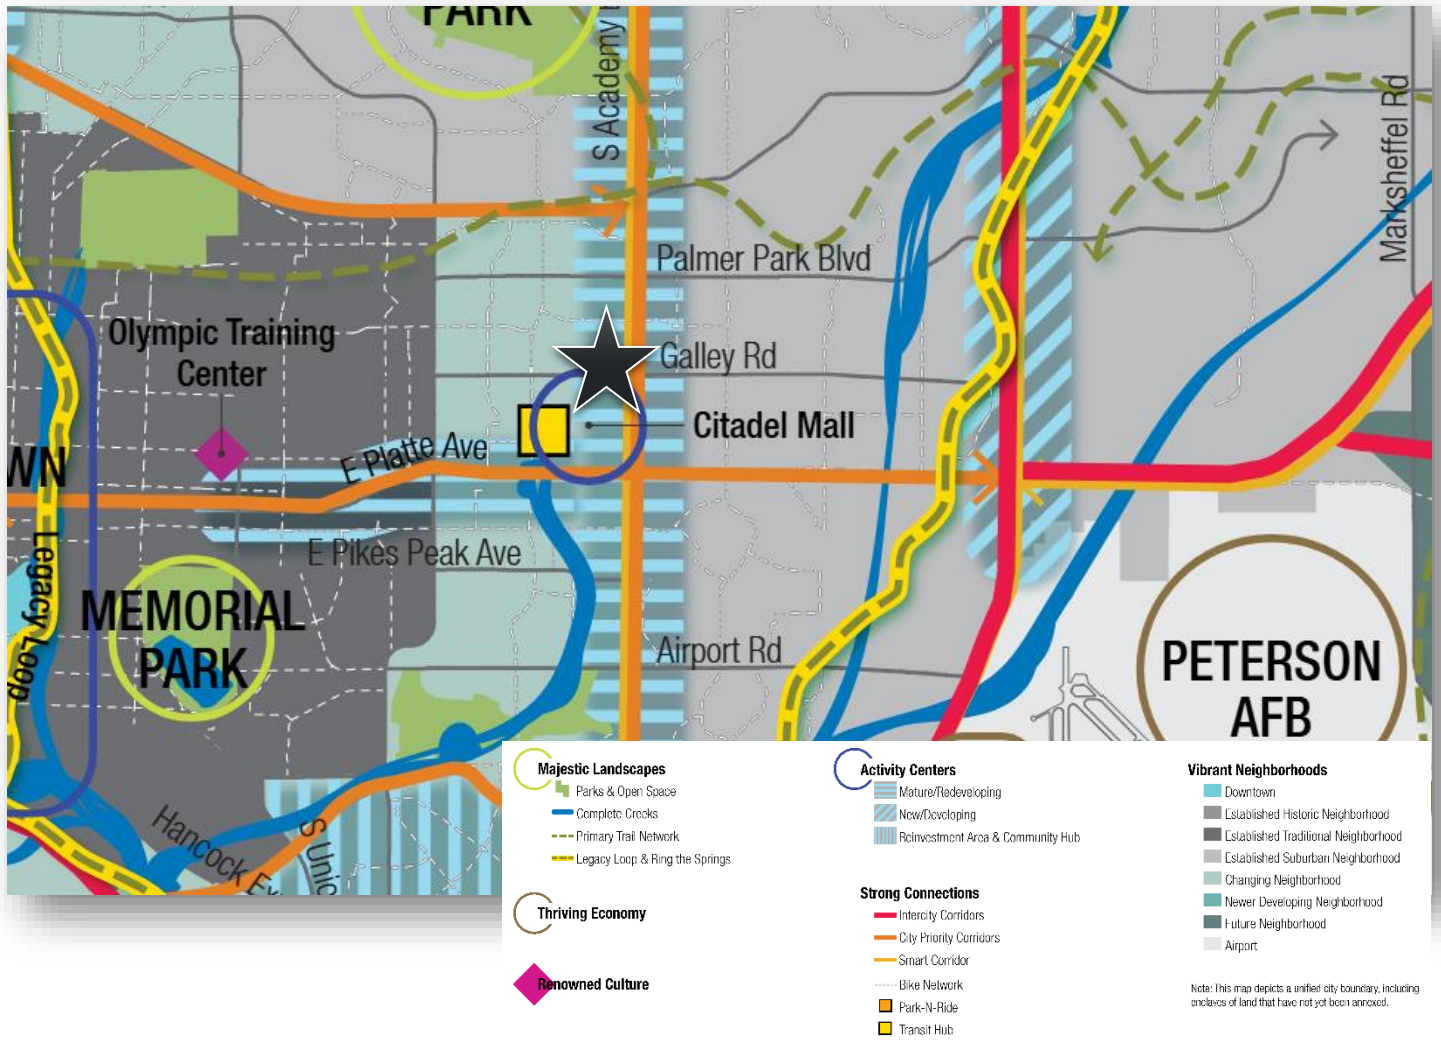 PARK
S Academy B
Marksheffel Rd
Palmer Park Blvd
Olympic Training
Center
Galley Rd
Citadel Mall
E Platte Ave
WN
E Pikes Peak Ave
Legacy Loop
MEMORIAL
PARK
Airport Rd
PETERSON
AFB
Hancock Ex
S Unio
Majestic Landscapes
Parks & Open Space
Complete Creeks
Primary Trail Network
Legacy Loop & Ring the Springs
Thriving Economy
Renowned Culture
Activity Centers
Mature/Redeveloping
New/Developing
Reinvestment Area & Community Hub
Strong Connections
Intercity Corridors
City Priority Corridors
Smart Corridor
Bike Network
Park-N-Ride
Transit Hub
Vibrant Neighborhoods
Downtown
Established Historic Neighborhood
Established Traditional Neighborhood
Established Suburban Neighborhood
Changing Neighborhood
Newer Developing Neighborhood
Future Neighborhood
Airport
Note: This map depicts a unified city boundary, including
enclaves of land that have not yet been annexed.